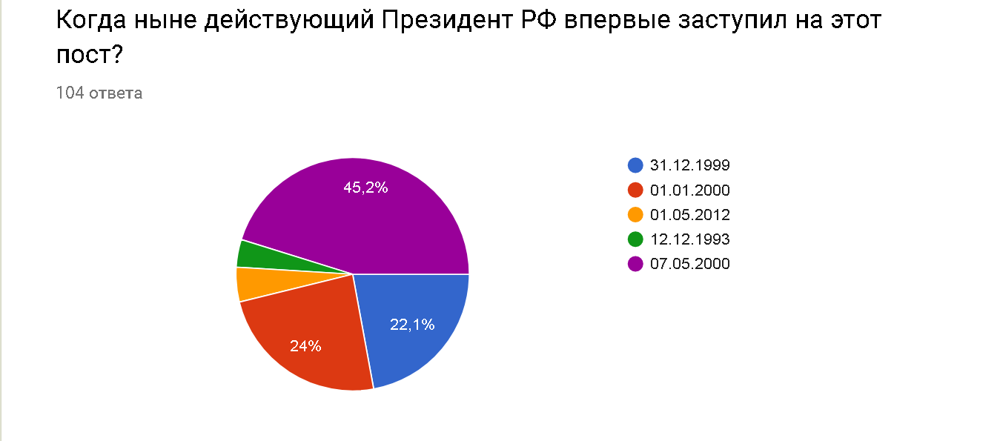 Когда ныне действующий Президент РФ впервые заступил на этот
пост?
104 ответа
45,2%
22,1%
24%
31.12.1999
01.01.2000
01.05.2012
12.12.1993
07.05.2000